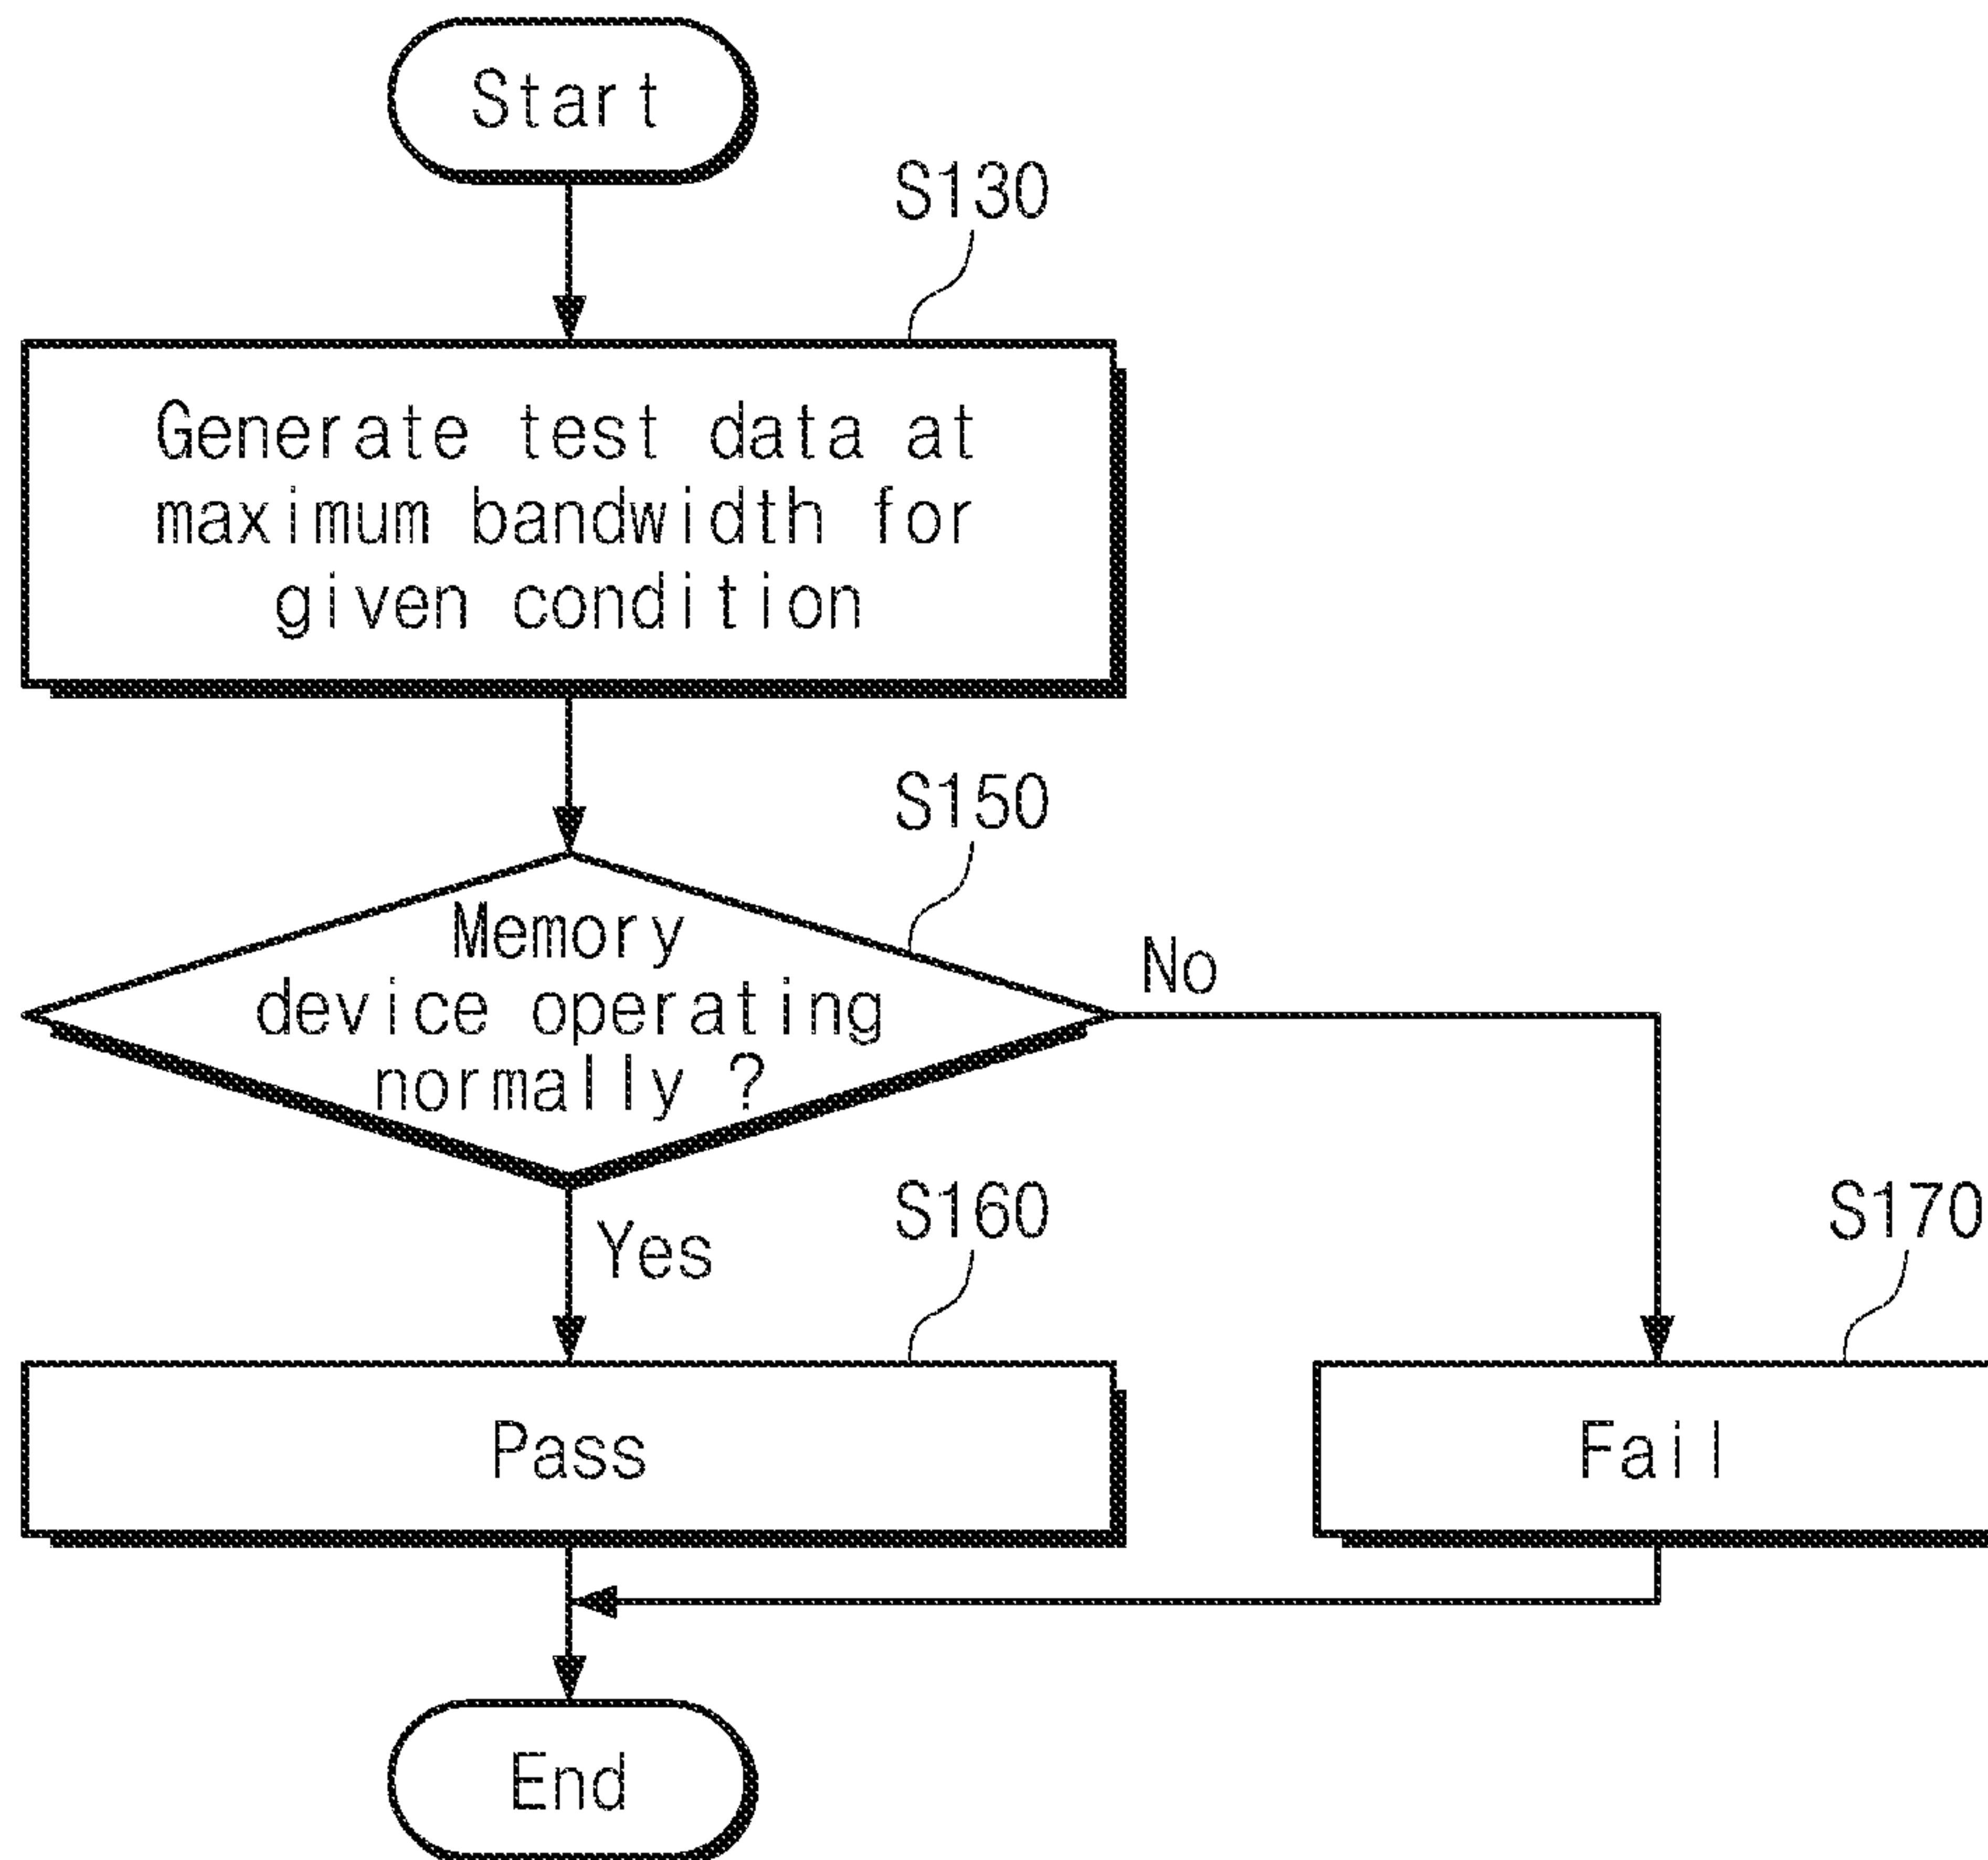 Start
S130
Generate test data at
maximum bandwidth for
given condition
S150
Memory
device operating
normally ?
No
Yes
S160
S170
Pass
Fail
End